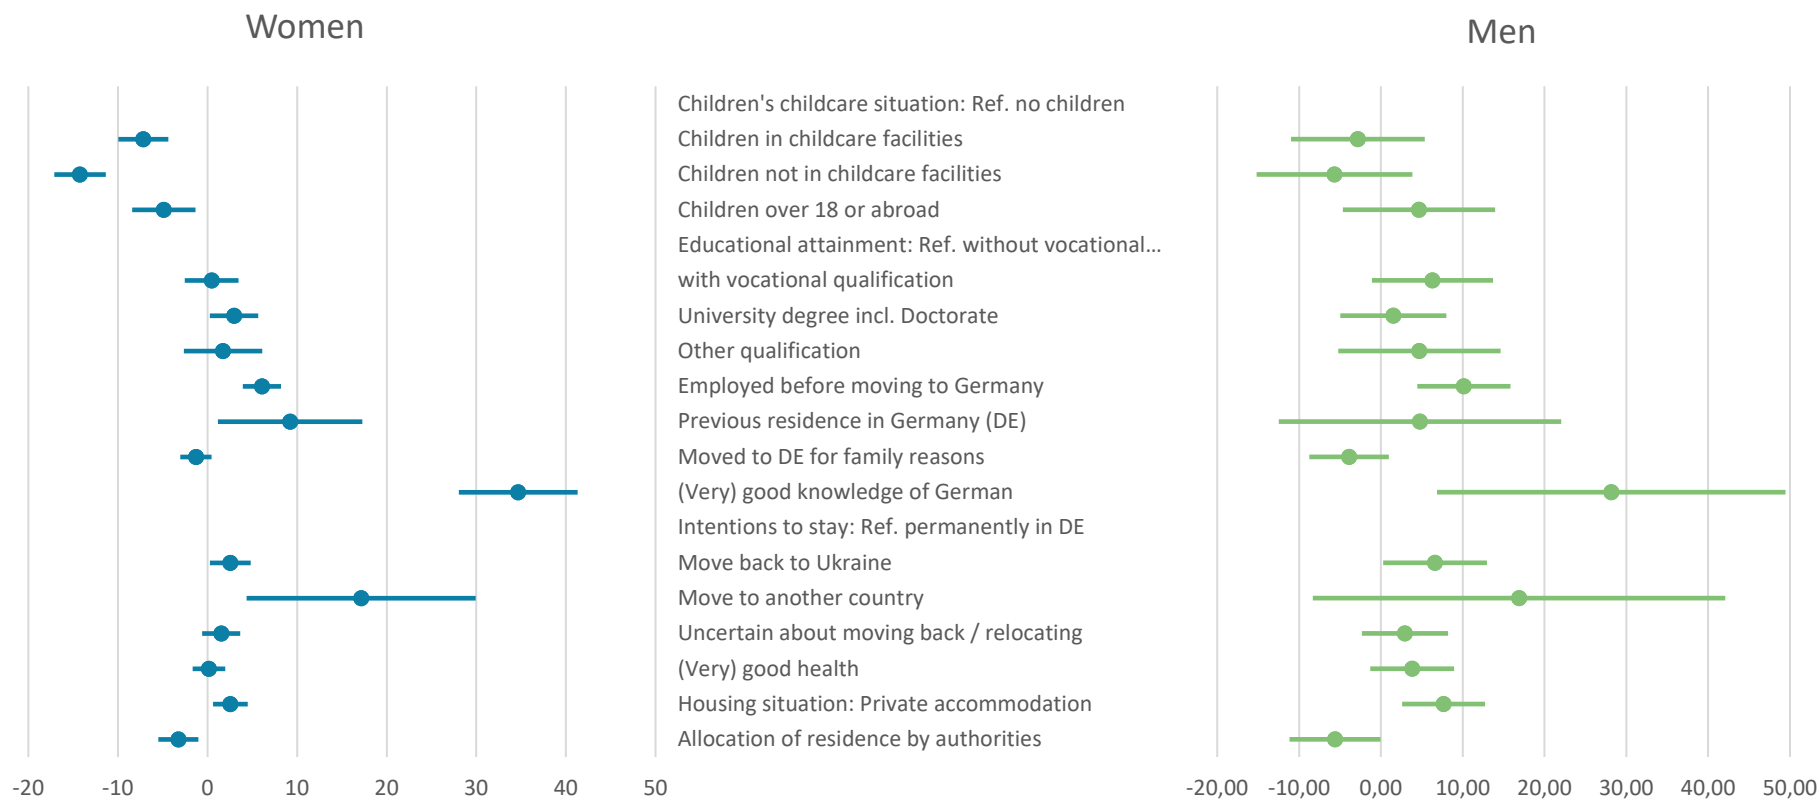 Women
Men
Children's childcare situation: Ref. no children
Children in childcare facilities
Children not in childcare facilities
Children over 18 or abroad
Educational attainment: Ref. without vocational...
with vocational qualification
University degree incl. Doctorate
Other qualification
Employed before moving to Germany
Previous residence in Germany (DE)
Moved to DE for family reasons
(Very) good knowledge of German
Intentions to stay: Ref. permanently in DE
Move back to Ukraine
Move to another country
Uncertain about moving back / relocating
(Very) good health
Housing situation: Private accommodation
Allocation of residence by authorities
-20 -10 0 10 20 30 40 50
-20,00 -10,00 0,00 10,00 20,00 30,00 40,00 50,00